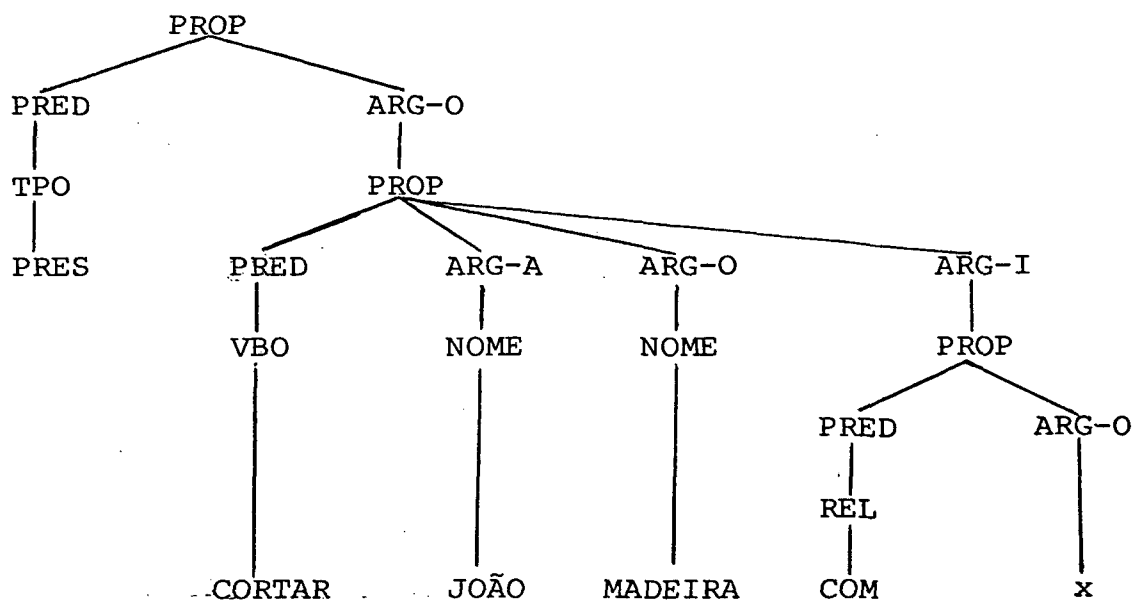 PROP
PRED ARG-O
TPO PROP
PRES PRED ARG-A ARG-O ARG-I
VBO NOME NOME PROP
PRED ARG-O
REL
CORTAR JOÃO MADEIRA COM x